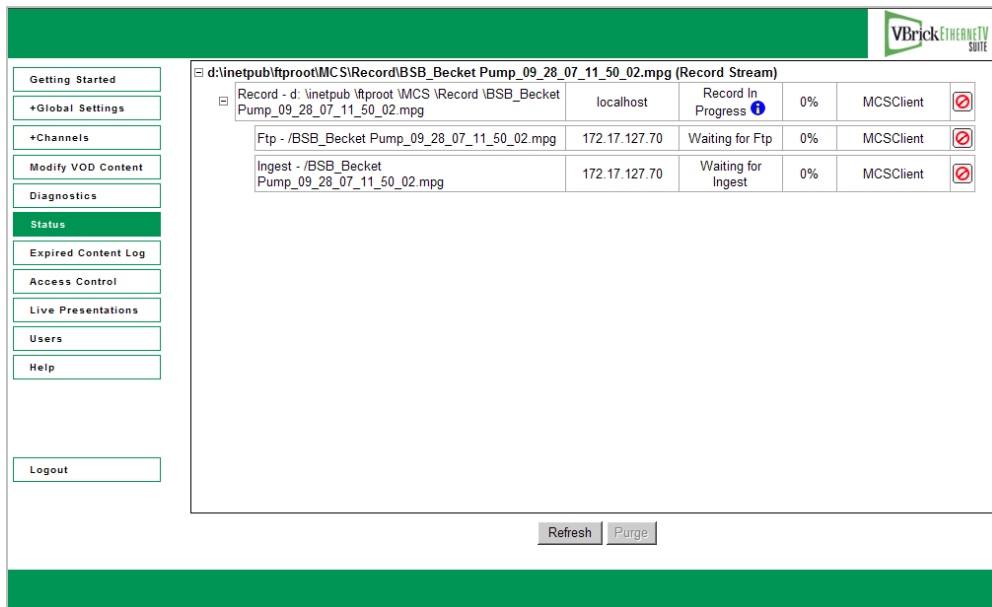 VBrick ETHERNETV
SUITE
Getting Started
+Global Settings
+Channels
Modify VOD Content
Diagnostics
Status
Expired Content Log
Access Control
Live Presentations
Users
Help
Logout
d:\inetpub\ftproot\MCS\Record\BSB_Becket Pump_09_28_07_11_50_02.mpg (Record Stream)
Record - d: \inetpub \ftproot \MCS \Record \BSB_Becket
Pump_09_28_07_11_50_02.mpg
localhost
Record In
Progress i
0%
MCSClient
Ftp - /BSB_Becket Pump_09_28_07_11_50_02.mpg
172.17.127.70
Waiting for Ftp
0%
MCSClient
Ingest - /BSB_Becket
Pump_09_28_07_11_50_02.mpg
172.17.127.70
Waiting for
Ingest
0%
MCSClient
Refresh
Purge